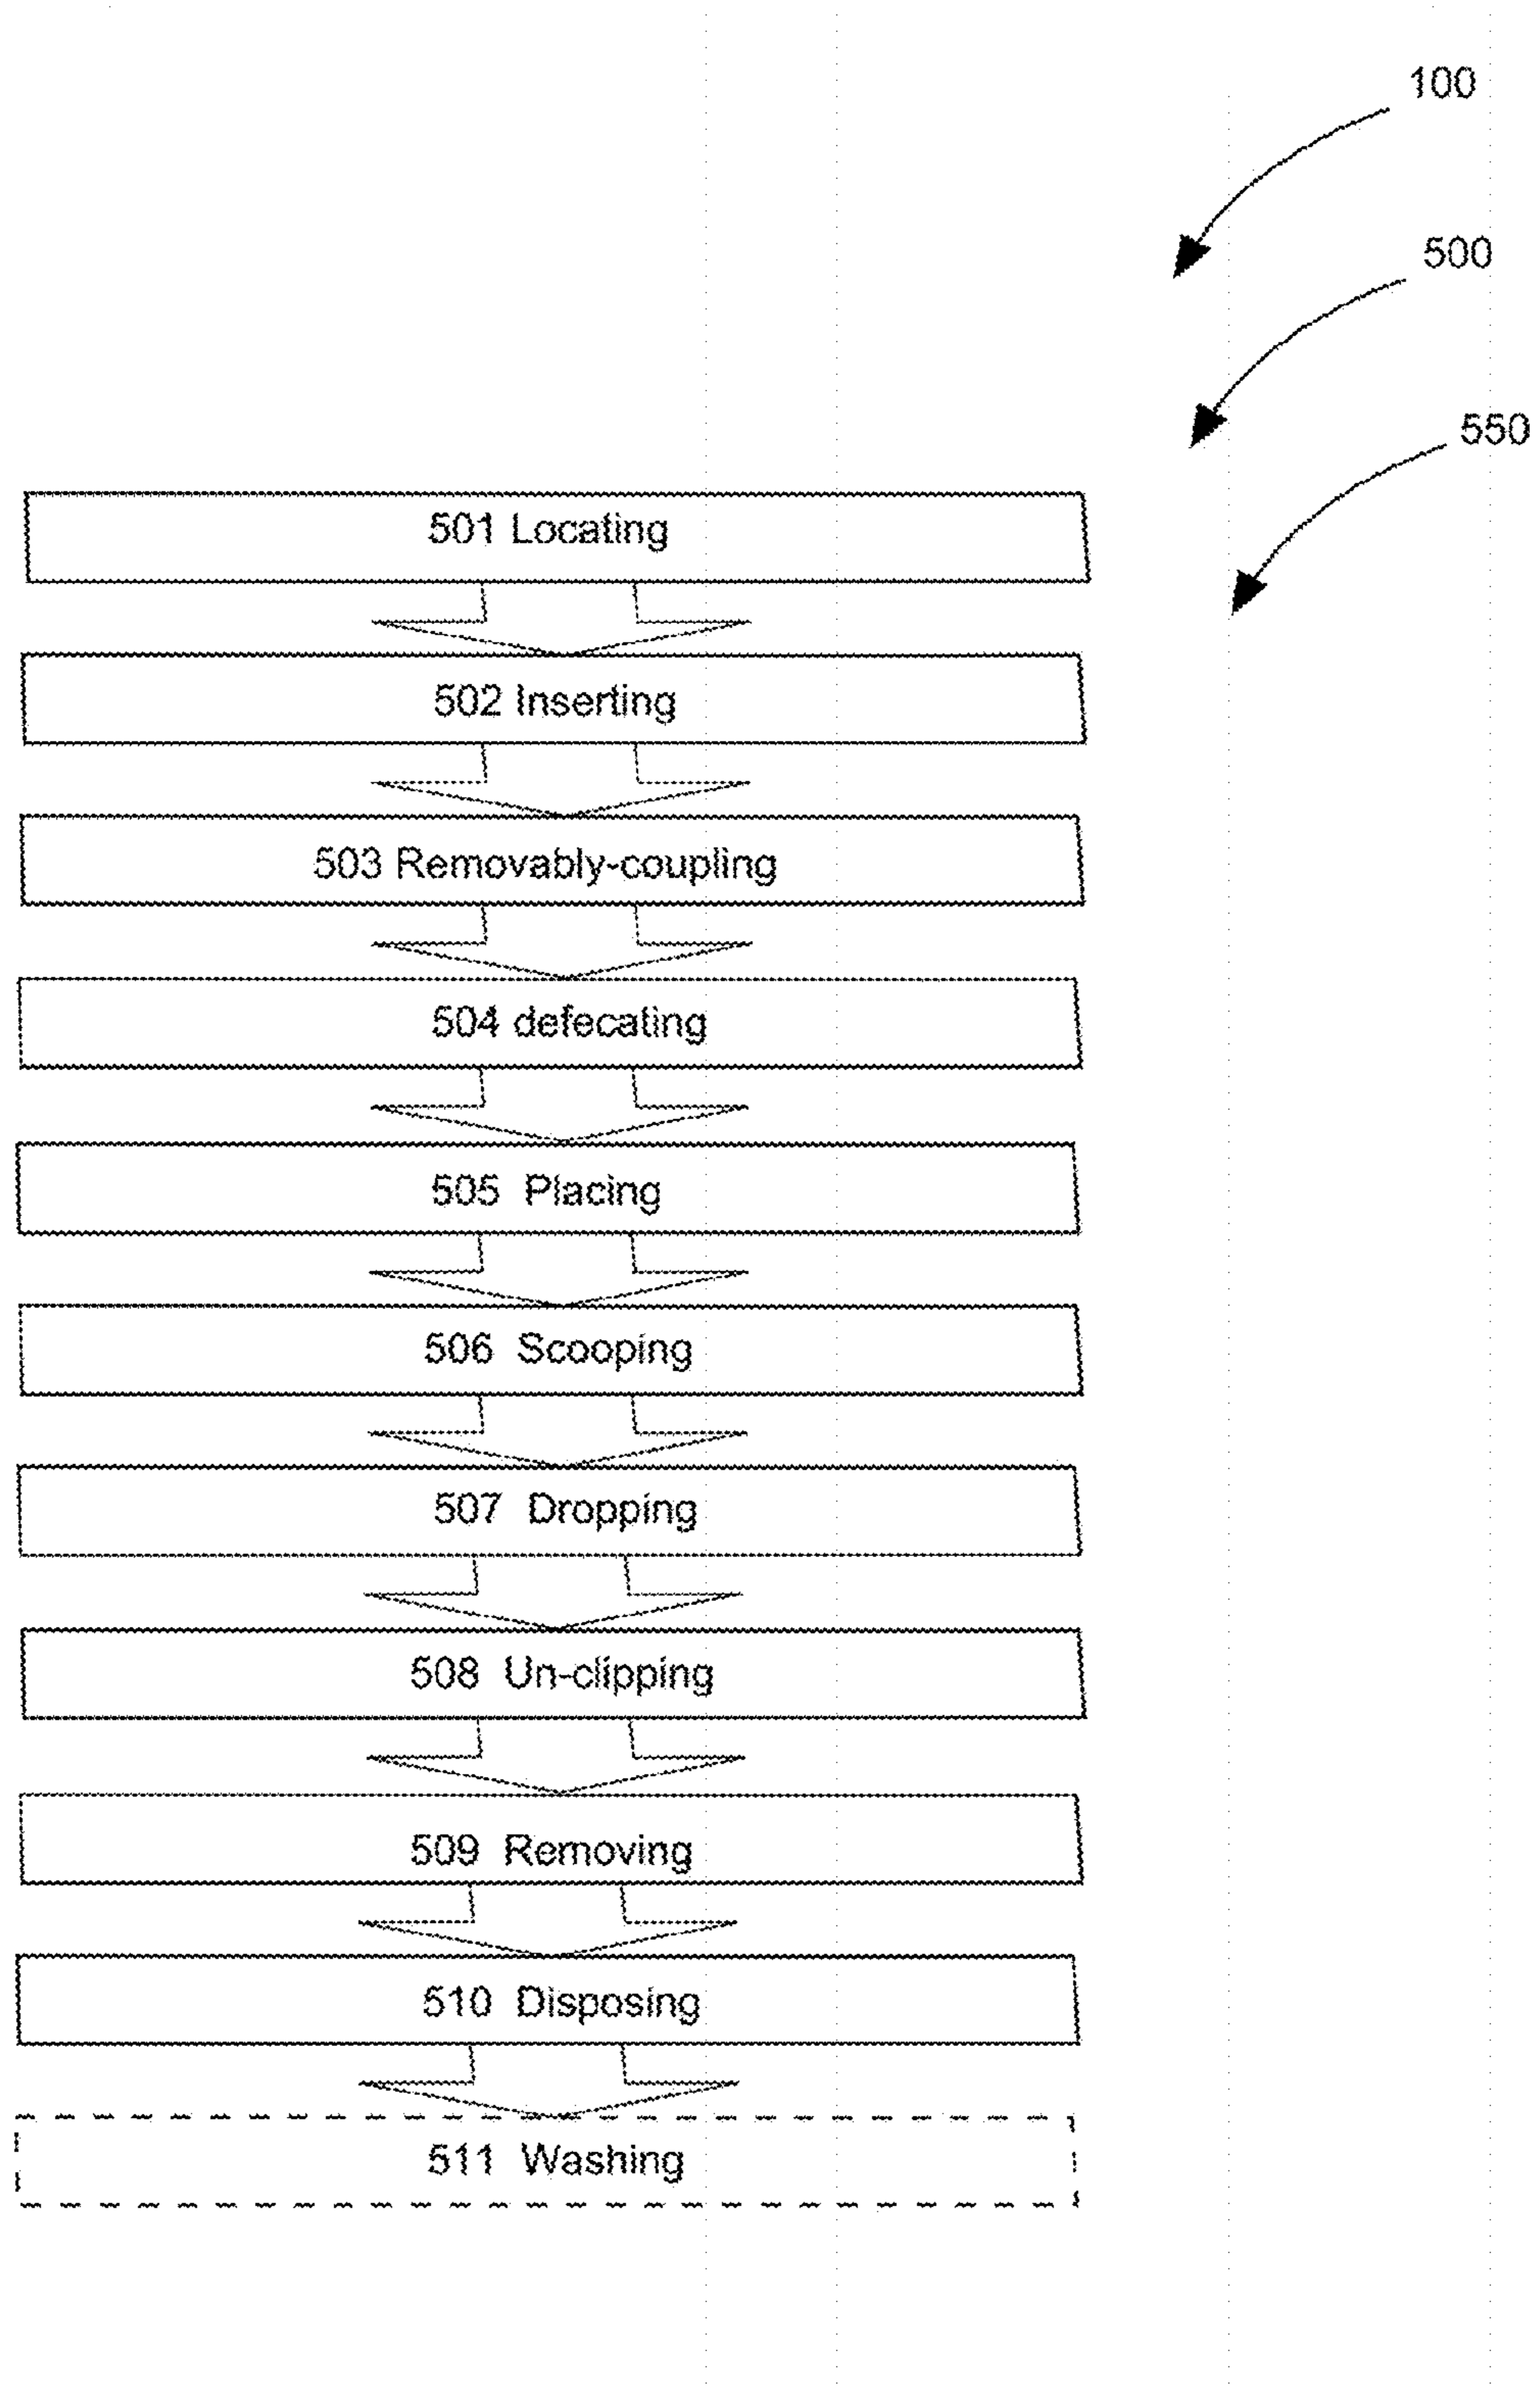 100
500
550
501 Locating
502 Inserting
503 Removably-coupling
504 defecating
505 Placing
506 Scooping
507 Dropping
508 Un-clipping
509 Removing
510 Disposing
511 Washing